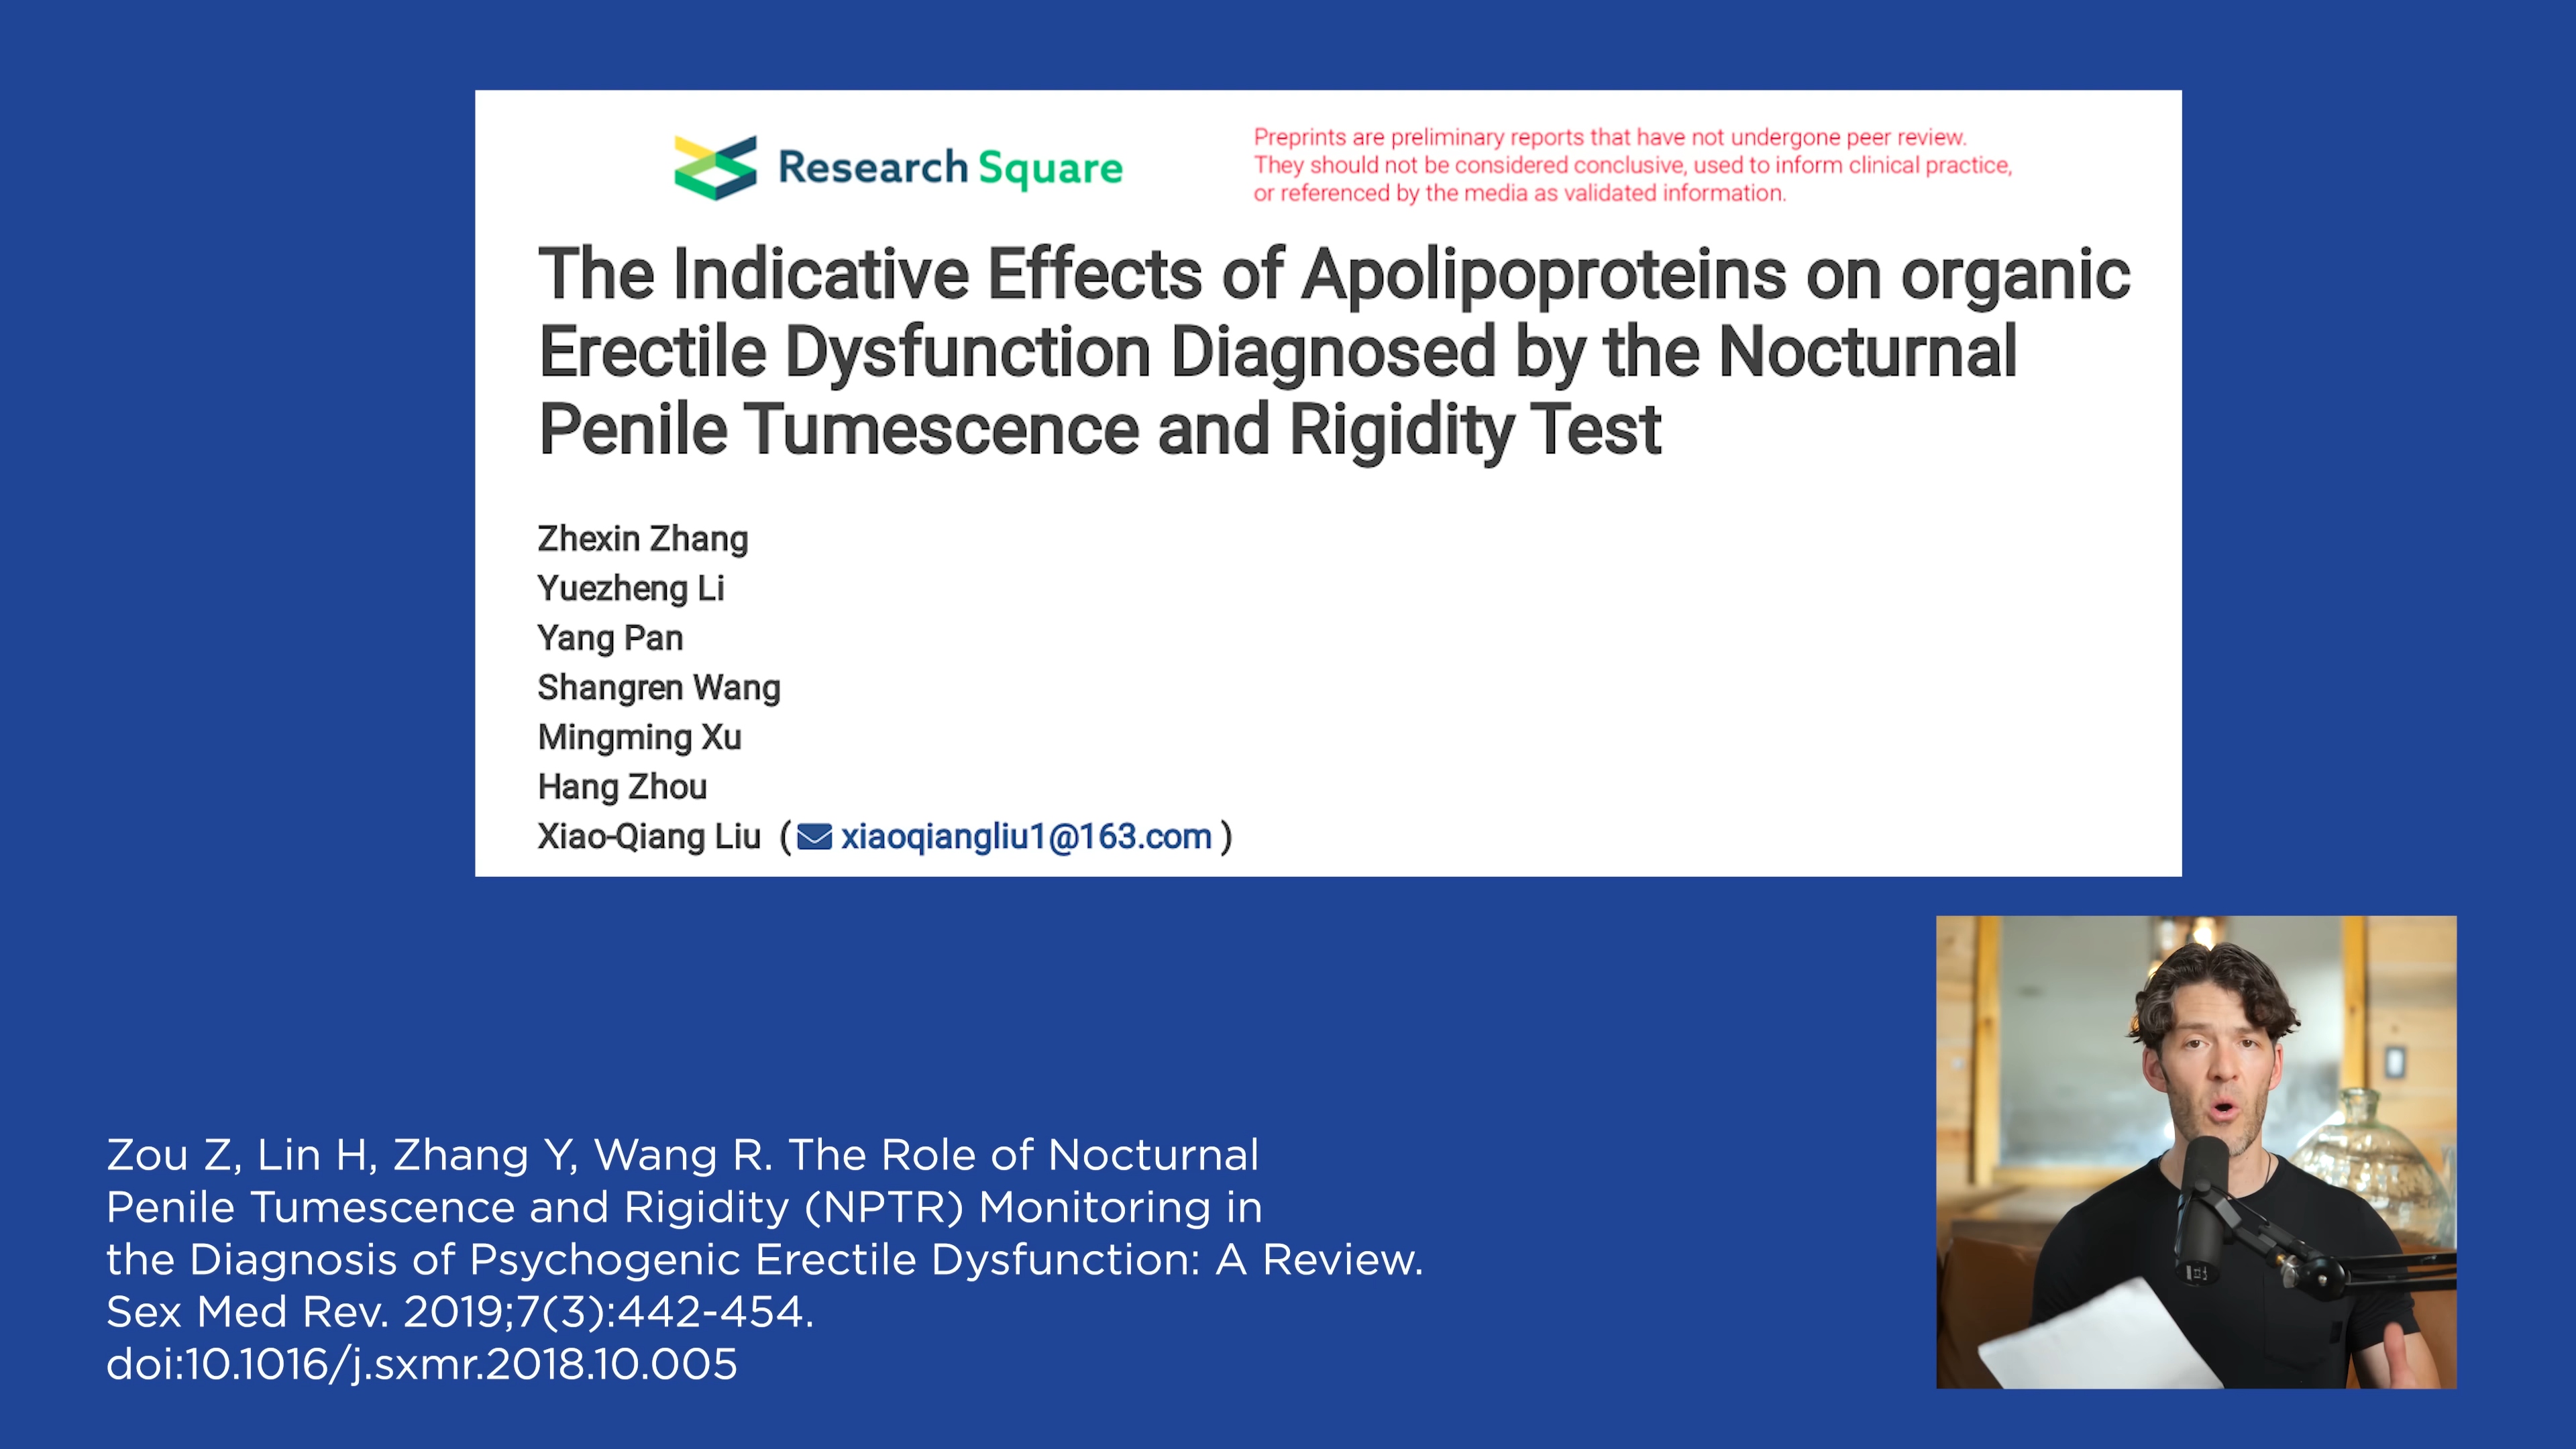 Research Square
Preprints are preliminary reports that have not undergone peer review.
They should not be considered conclusive, used to inform clinical practice,
or referenced by the media as validated information.
The Indicative Effects of Apolipoproteins on organic
Erectile Dysfunction Diagnosed by the Nocturnal
Penile Tumescence and Rigidity Test
Zhexin Zhang
Yuezheng Li
Yang Pan
Shangren Wang
Mingming Xu
Hang Zhou
Xiao-Qiang Liu ( xiaoqiangliu1@163.com )
Zou Z, Lin H, Zhang Y, Wang R. The Role of Nocturnal
Penile Tumescence and Rigidity (NPTR) Monitoring in
the Diagnosis of Psychogenic Erectile Dysfunction: A Review.
Sex Med Rev. 2019;7(3):442-454.
doi:10.1016/j.sxmr.2018.10.005